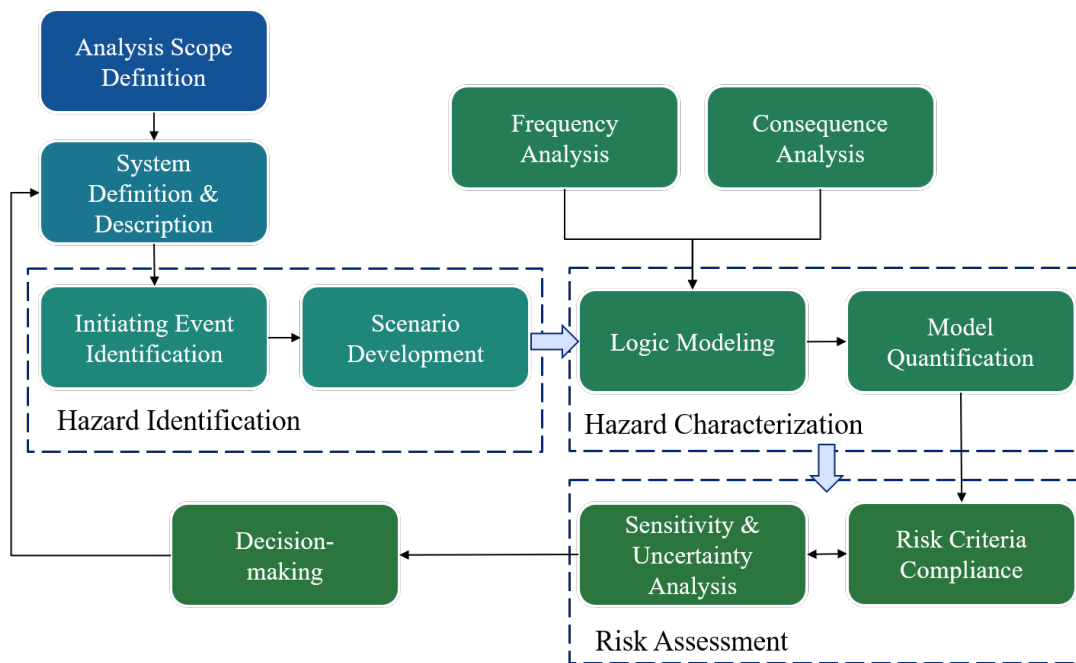 Analysis Scope
Definition
System
Definition &
Description
Frequency
Analysis
Consequence
Analysis
Initiating Event
Identification
Scenario
Development
Hazard Identification
Logic Modeling
Model
Quantification
Hazard Characterization
Decision-
making
Sensitivity &
Uncertainty
Analysis
Risk Criteria
Compliance
Risk Assessment